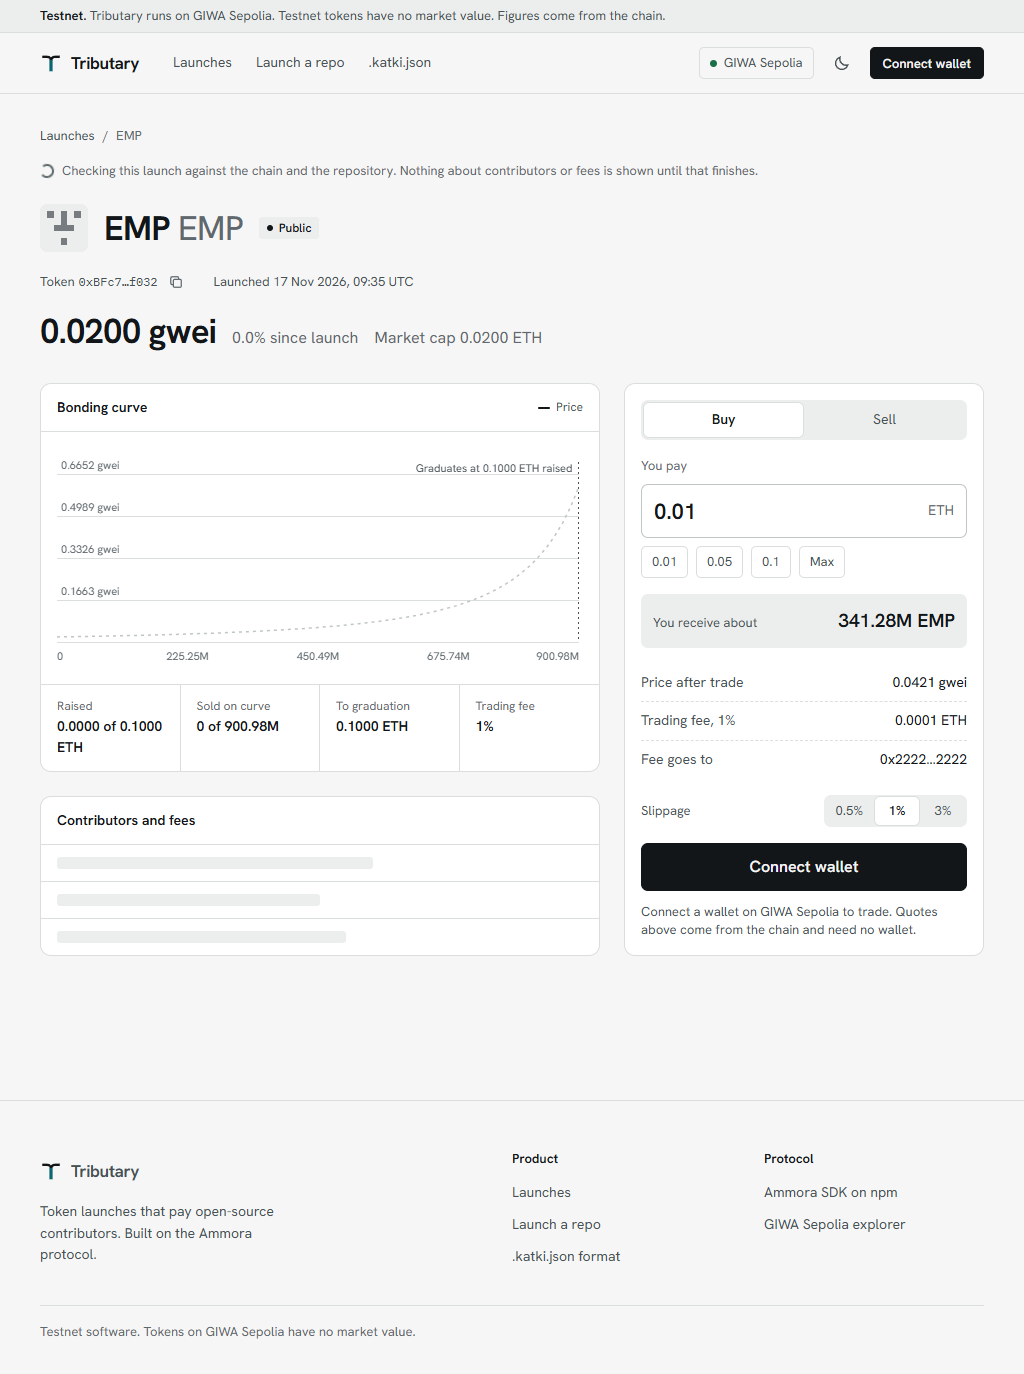 Testnet. Tributary runs on GIWA Sepolia. Testnet tokens have no market value. Figures come from the chain.
Tributary
Launches
Launch a repo
.katki.json
GIWA Sepolia
Connect wallet
Launches / EMP
Checking this launch against the chain and the repository. Nothing about contributors or fees is shown until that finishes.
EMP EMP
Public
Token 0xBFc7…f032
Launched 17 Nov 2026, 09:35 UTC
0.0200 gwei
0.0% since launch
Market cap 0.0200 ETH
Bonding curve
Price
0.6652 gwei
Graduates at 0.1000 ETH raised
0.4989 gwei
0.3326 gwei
0.1663 gwei
0
225.25M
450.49M
675.74M
900.98M
Raised
0.0000 of 0.1000
ETH
Sold on curve
0 of 900.98M
To graduation
0.1000 ETH
Trading fee
1%
Contributors and fees
Buy
Sell
You pay
0.01
ETH
0.01
0.05
0.1
Max
You receive about
341.28M EMP
Price after trade
0.0421 gwei
Trading fee, 1%
0.0001 ETH
Fee goes to
0x2222…2222
Slippage
0.5%
1%
3%
Connect wallet
Connect a wallet on GIWA Sepolia to trade. Quotes
above come from the chain and need no wallet.
Tributary
Token launches that pay open-source
contributors. Built on the Ammora
protocol.
Product
Launches
Launch a repo
.katki.json format
Protocol
Ammora SDK on npm
GIWA Sepolia explorer
Testnet software. Tokens on GIWA Sepolia have no market value.